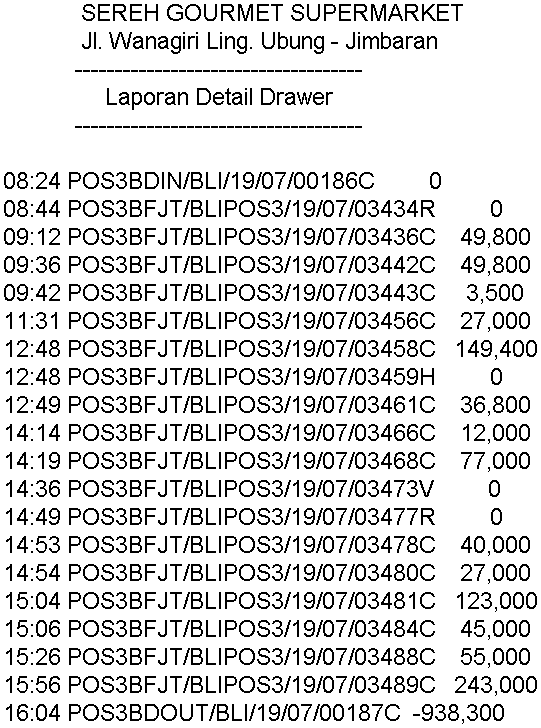 SEREH GOURMET SUPERMARKET
Jl. Wanagiri Ling. Ubung - Jimbaran
------------------------------------
Laporan Detail Drawer
------------------------------------
08:24 POS3BDIN/BLI/19/07/00186C 0
08:44 POS3BFJT/BLIPOS3/19/07/03434R 0
09:12 POS3BFJT/BLIPOS3/19/07/03436C 49,800
09:36 POS3BFJT/BLIPOS3/19/07/03442C 49,800
09:42 POS3BFJT/BLIPOS3/19/07/03443C 3,500
11:31 POS3BFJT/BLIPOS3/19/07/03456C 27,000
12:48 POS3BFJT/BLIPOS3/19/07/03458C 149,400
12:48 POS3BFJT/BLIPOS3/19/07/03459H 0
12:49 POS3BFJT/BLIPOS3/19/07/03461C 36,800
14:14 POS3BFJT/BLIPOS3/19/07/03466C 12,000
14:19 POS3BFJT/BLIPOS3/19/07/03468C 77,000
14:36 POS3BFJT/BLIPOS3/19/07/03473V 0
14:49 POS3BFJT/BLIPOS3/19/07/03477R 0
14:53 POS3BFJT/BLIPOS3/19/07/03478C 40,000
14:54 POS3BFJT/BLIPOS3/19/07/03480C 27,000
15:04 POS3BFJT/BLIPOS3/19/07/03481C 123,000
15:06 POS3BFJT/BLIPOS3/19/07/03484C 45,000
15:26 POS3BFJT/BLIPOS3/19/07/03488C 55,000
15:56 POS3BFJT/BLIPOS3/19/07/03489C 243,000
16:04 POS3BDOUT/BLI/19/07/00187C -938,300